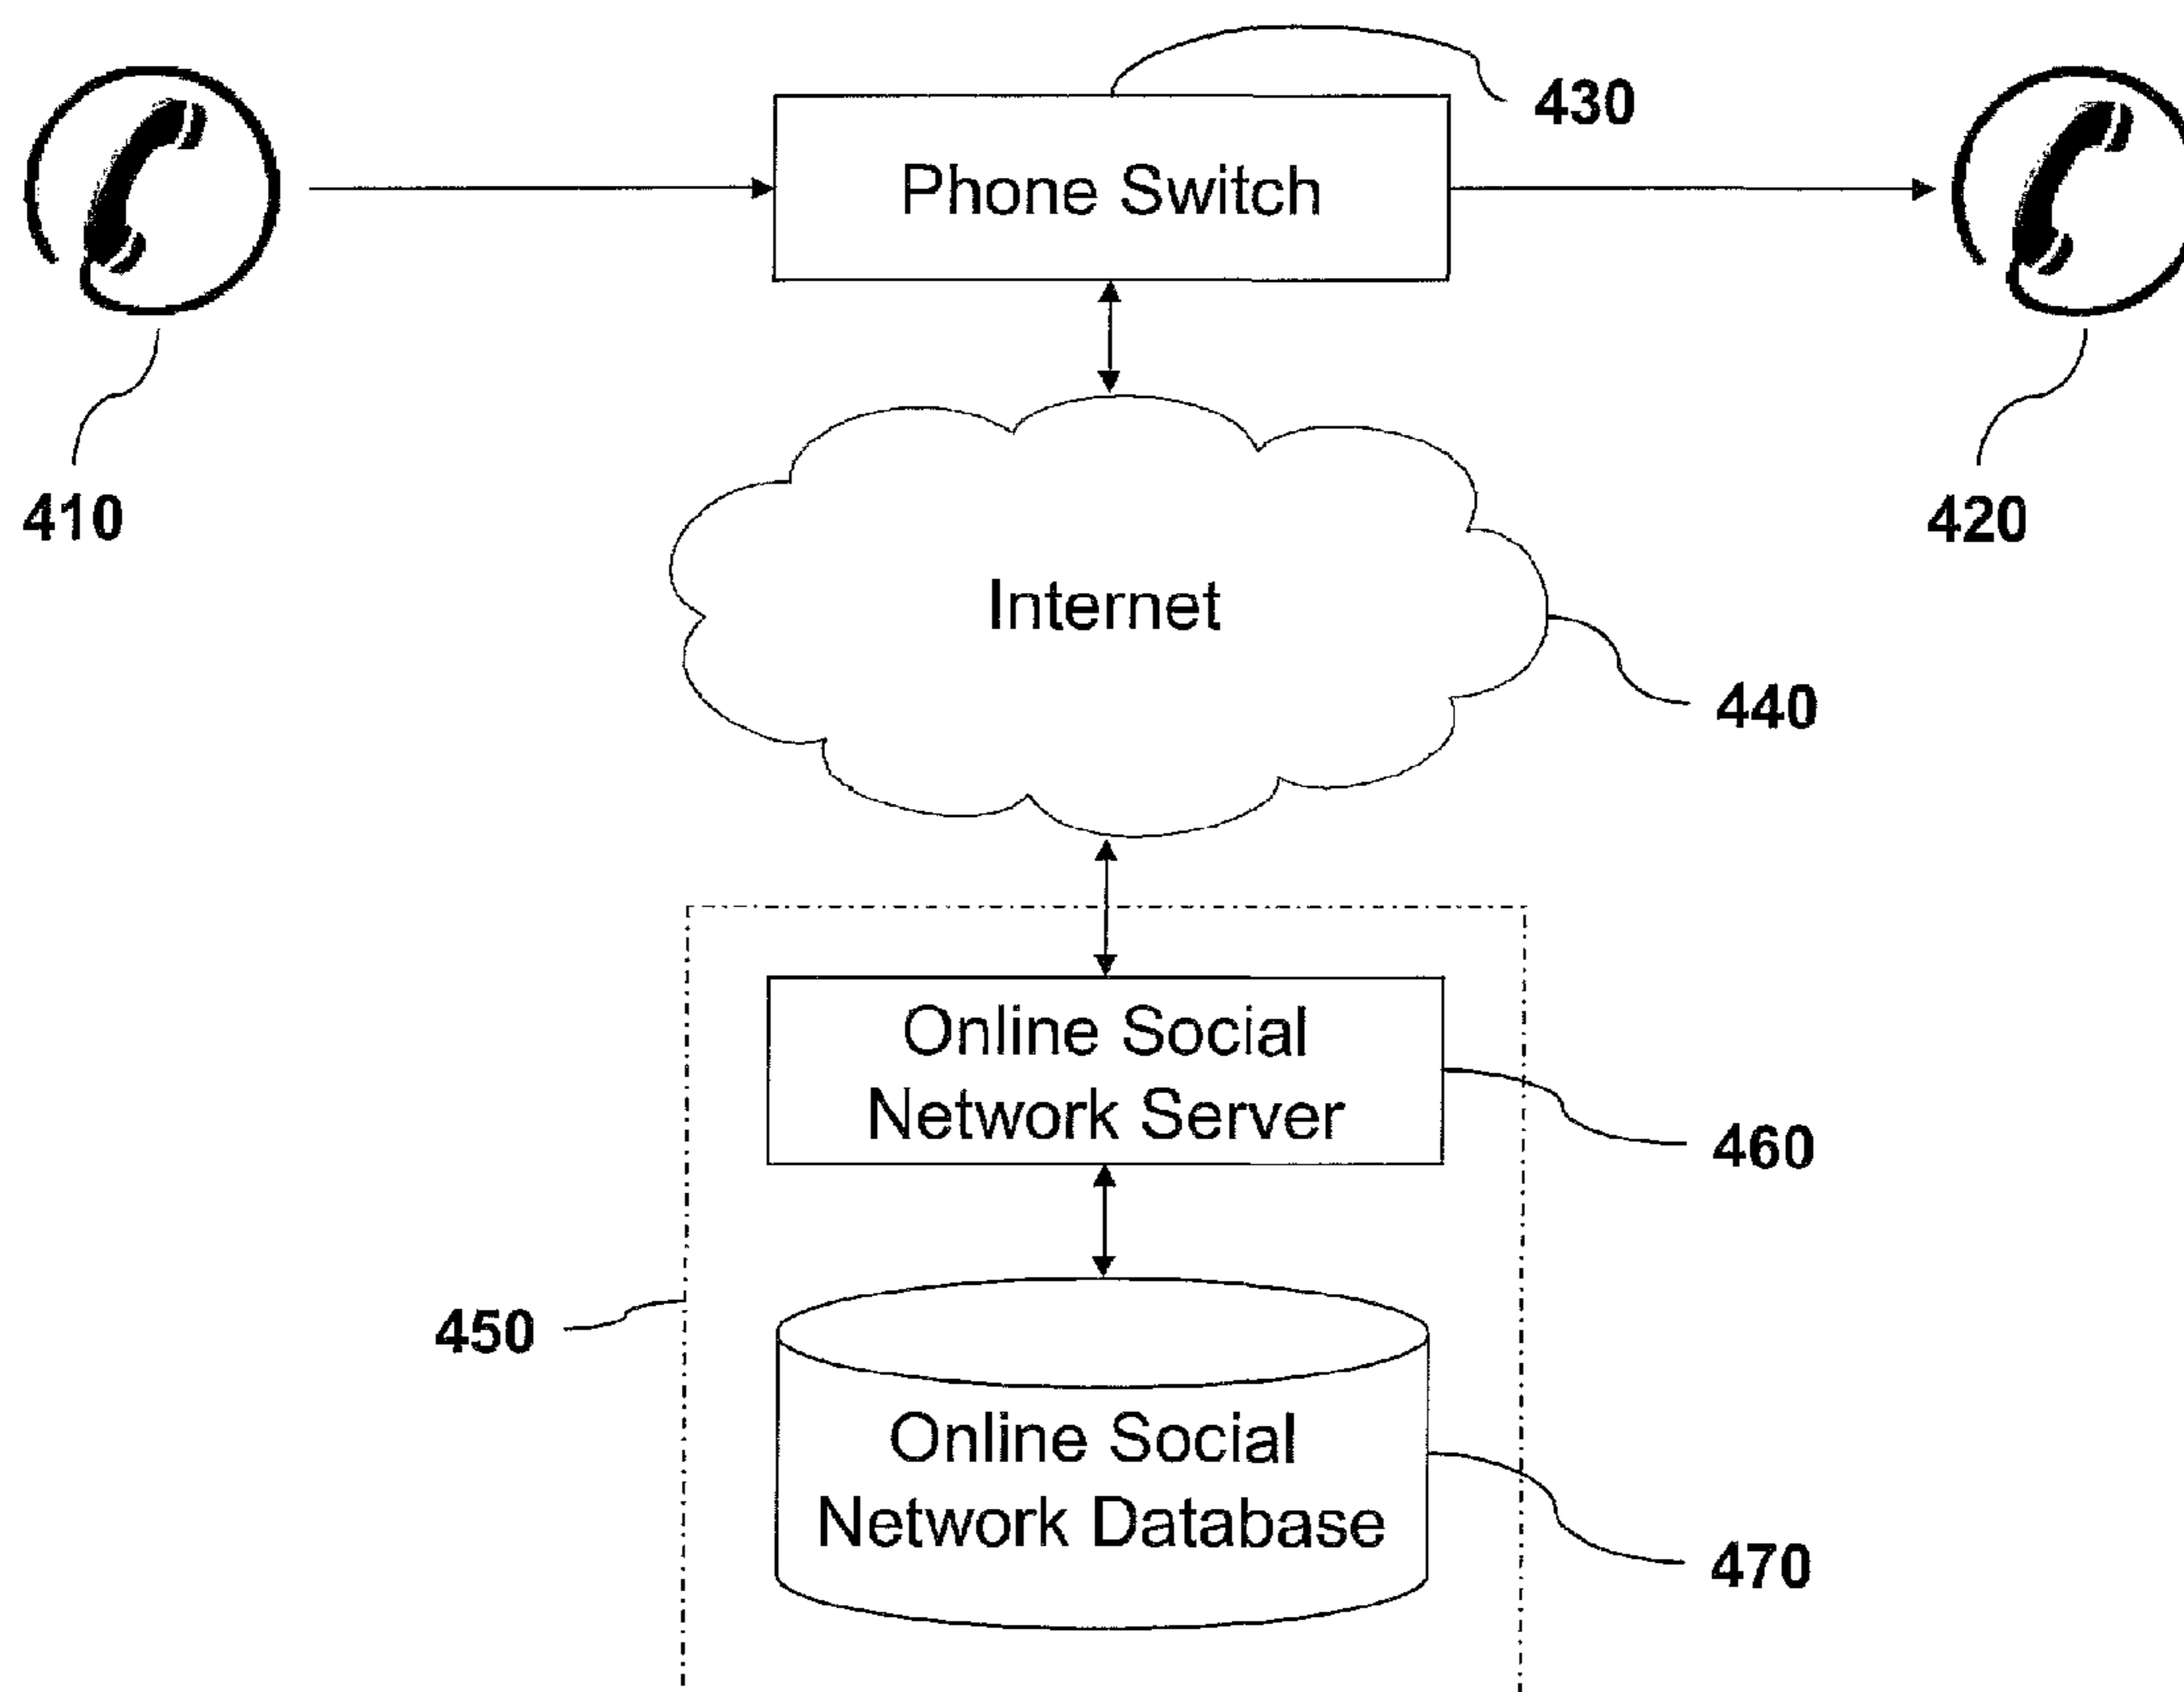 430
Phone Switch
410
420
Internet
440
Online Social
Network Server
460
450
Online Social
Network Database
470